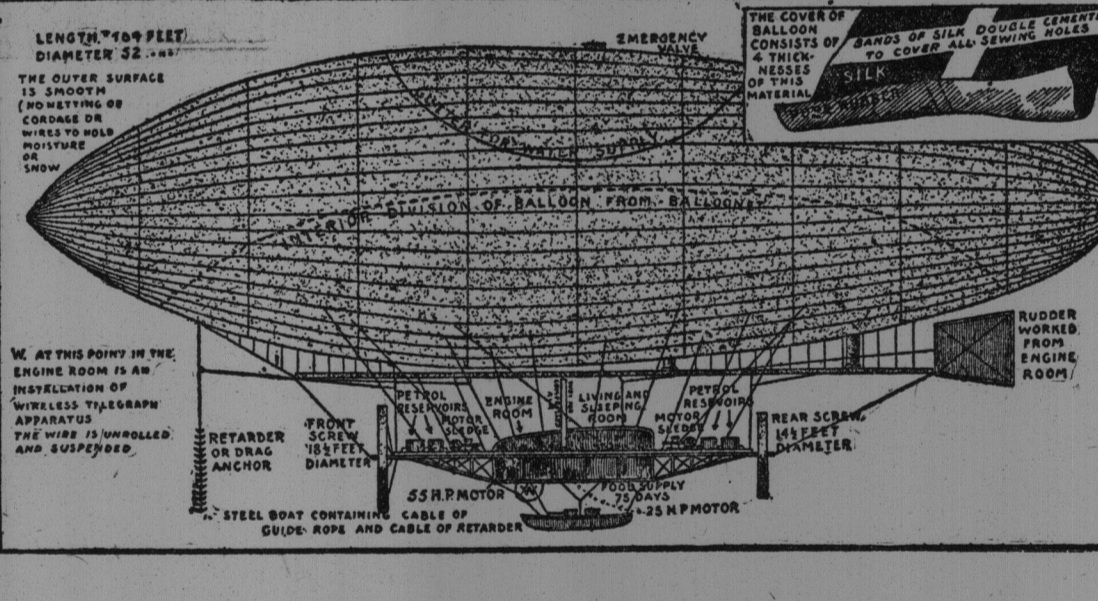 LENGTH, 164 FEET
DIAMETER 52
THE OUTER SURFACE
IS SMOOTH
(NO NETTING OR
CORDAGE OR
WIRES TO HOLD
MOISTURE
OR
SNOW
EMERGENCY
VALVE
THE COVER OF
BALLOON
CONSISTS OF
4 THICK-
NESSES
OF THIS
MATERIAL
BANDS OF SILK DOUBLE CEMENTE
TO COVER ALL SEWING HOLES
SILK
RUBBER
WATER SUPPLY
INTERIOR DIVISION OF BALLOON FROM BALLOONET
W. AT THIS POINT IN THE
ENGINE ROOM IS AN
INSTALLATION OF
WIRELESS TELEGRAPH
APPARATUS
THE WIRE IS UNROLLED
AND SUSPENDED
RETARDER
OR DRAG
ANCHOR
FRONT
SCREW
18½ FEET
DIAMETER
PETROL
RESERVOIRS
MOTOR
SLEDGE
ENGINE
ROOM
LIVING AND
SLEEPING
ROOM
MOTOR
SLEDGE
PETROL
RESERVOIRS
REAR SCREW
14½ FEET
DIAMETER
RUDDER
WORKED
FROM
ENGINE
ROOM
55 H.P. MOTOR
W
FOOD SUPPLY
75 DAYS
25 H P MOTOR
STEEL BOAT CONTAINING CABLE OF
GUIDE ROPE AND CABLE OF RETARDER